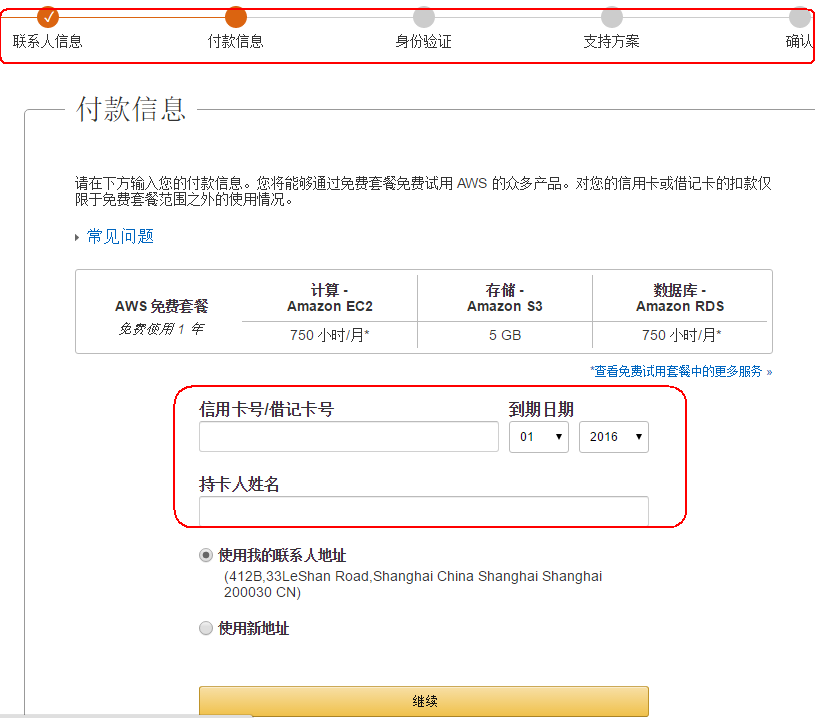 联系人信息 付款信息 身份验证 支持方案 确认
付款信息
请在下方输入您的付款信息。您将能够通过免费套餐免费试用 AWS 的众多产品。对您的信用卡或借记卡的扣款仅
限于免费套餐范围之外的使用情况。
常见问题
AWS 免费套餐
免费使用 1 年
计算 -
Amazon EC2
750 小时/月*
存储 -
Amazon S3
5 GB
数据库 -
Amazon RDS
750 小时/月*
*查看免费试用套餐中的更多服务 »
信用卡号/借记卡号 到期日期
01 2016
持卡人姓名
使用我的联系人地址
(412B,33LeShan Road,Shanghai China Shanghai Shanghai
200030 CN)
使用新地址
继续